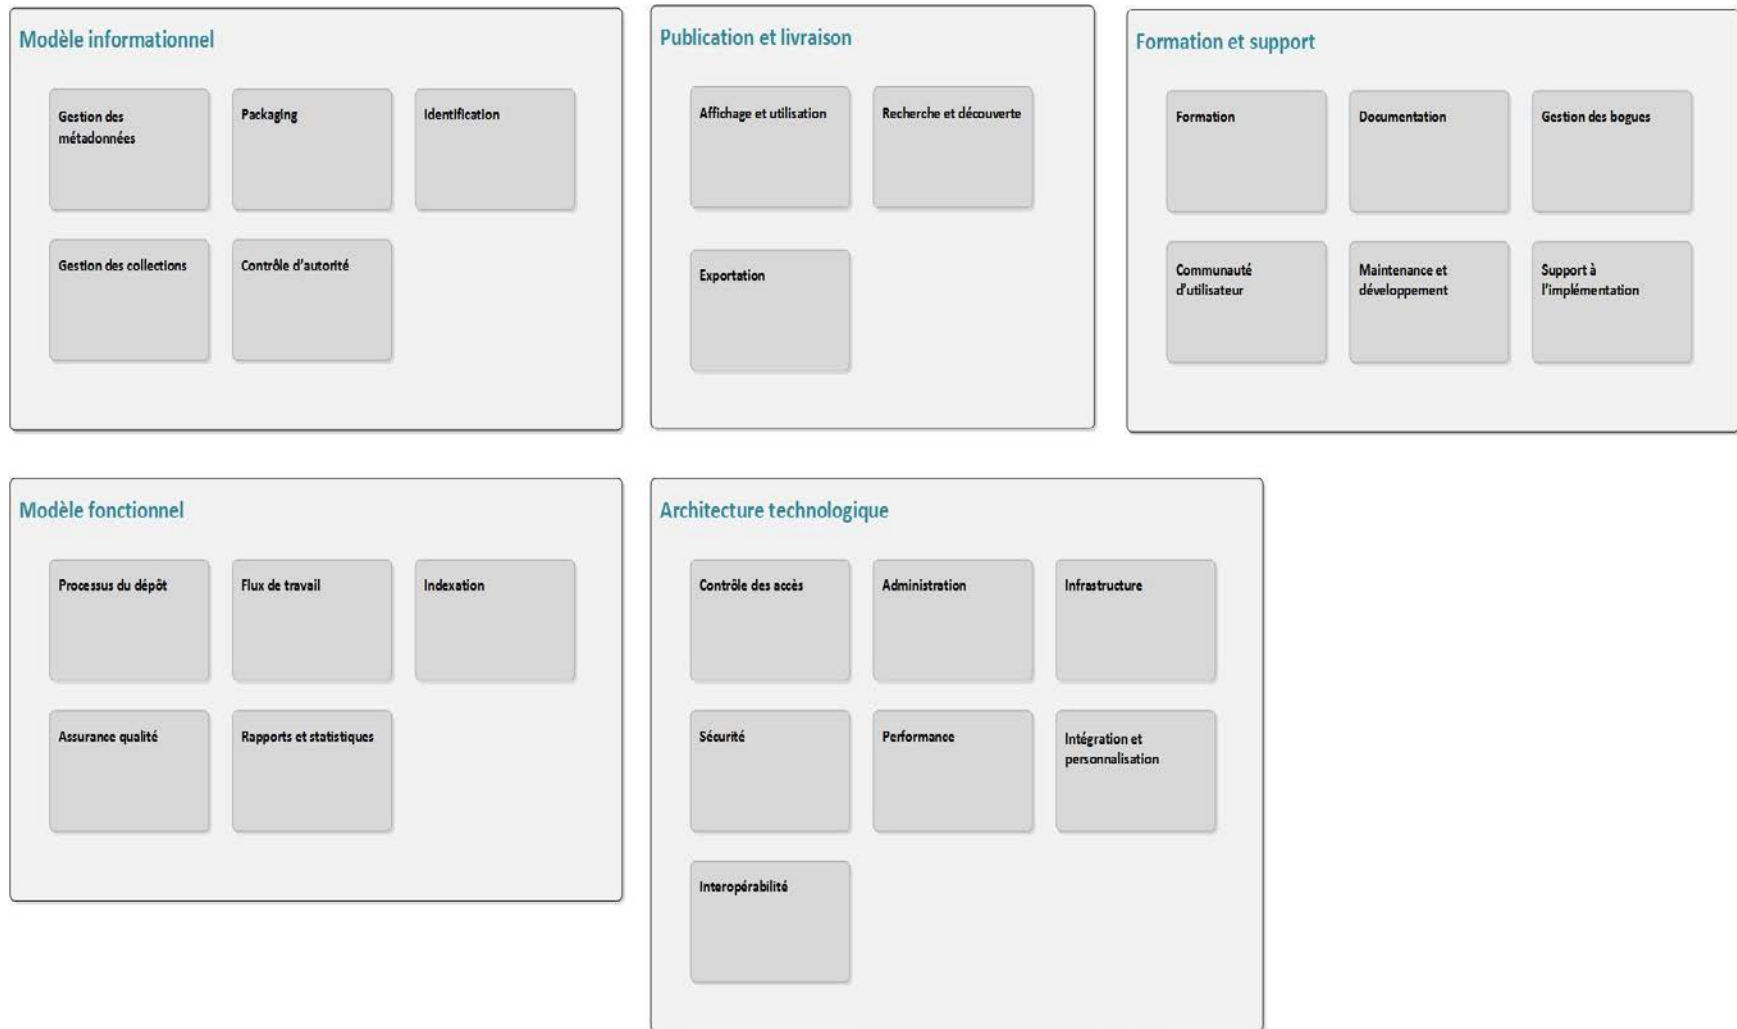 Modèle informationnel
Gestion des
métadonnées
Packaging
Identification
Gestion des collections
Contrôle d'autorité
Publication et livraison
Affichage et utilisation
Recherche et découverte
Exportation
Formation et support
Formation
Documentation
Gestion des bogues
Communauté
d'utilisateur
Maintenance et
développement
Support à
l'implémentation
Modèle fonctionnel
Processus du dépôt
Flux de travail
Indexation
Assurance qualité
Rapports et statistiques
Architecture technologique
Contrôle des accès
Administration
Infrastructure
Sécurité
Performance
Intégration et
personnalisation
Interopérabilité